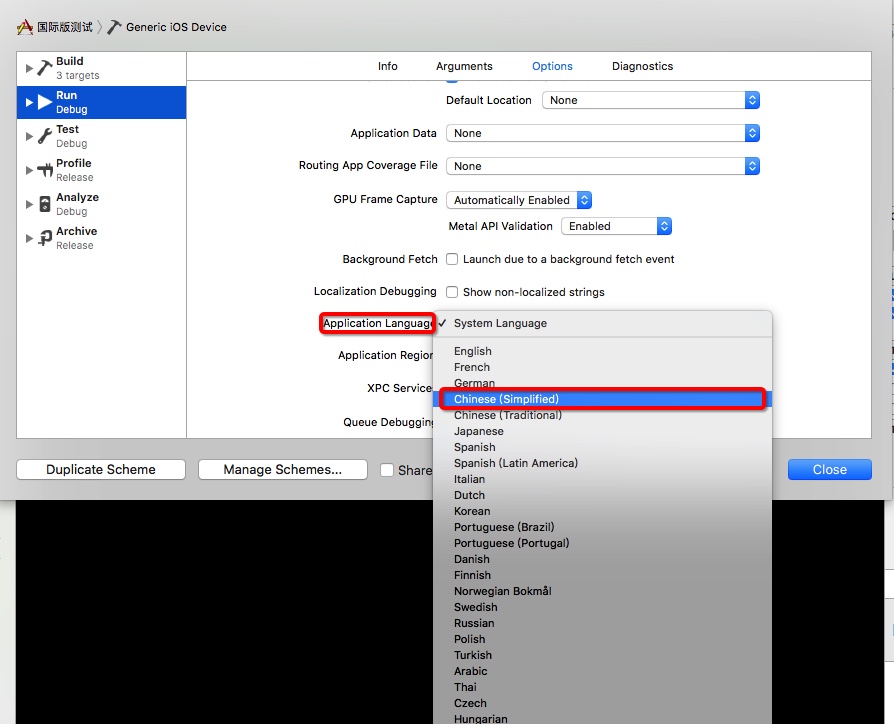 国际版测试 Generic iOS Device
Build
3 targets
Run
Debug
Test
Debug
Profile
Release
Analyze
Debug
Archive
Release
Info Arguments Options Diagnostics
Default Location None
Application Data None
Routing App Coverage File None
GPU Frame Capture Automatically Enabled
Metal API Validation Enabled
Background Fetch Launch due to a background fetch event
Localization Debugging Show non-localized strings
Application Language ✓ System Language
Application Region
XPC Service
Queue Debugging
English
French
German
Chinese (Simplified)
Chinese (Traditional)
Japanese
Spanish
Spanish (Latin America)
Italian
Dutch
Korean
Portuguese (Brazil)
Portuguese (Portugal)
Danish
Finnish
Norwegian Bokmål
Swedish
Russian
Polish
Turkish
Arabic
Thai
Czech
Hungarian
Duplicate Scheme Manage Schemes... Share Close